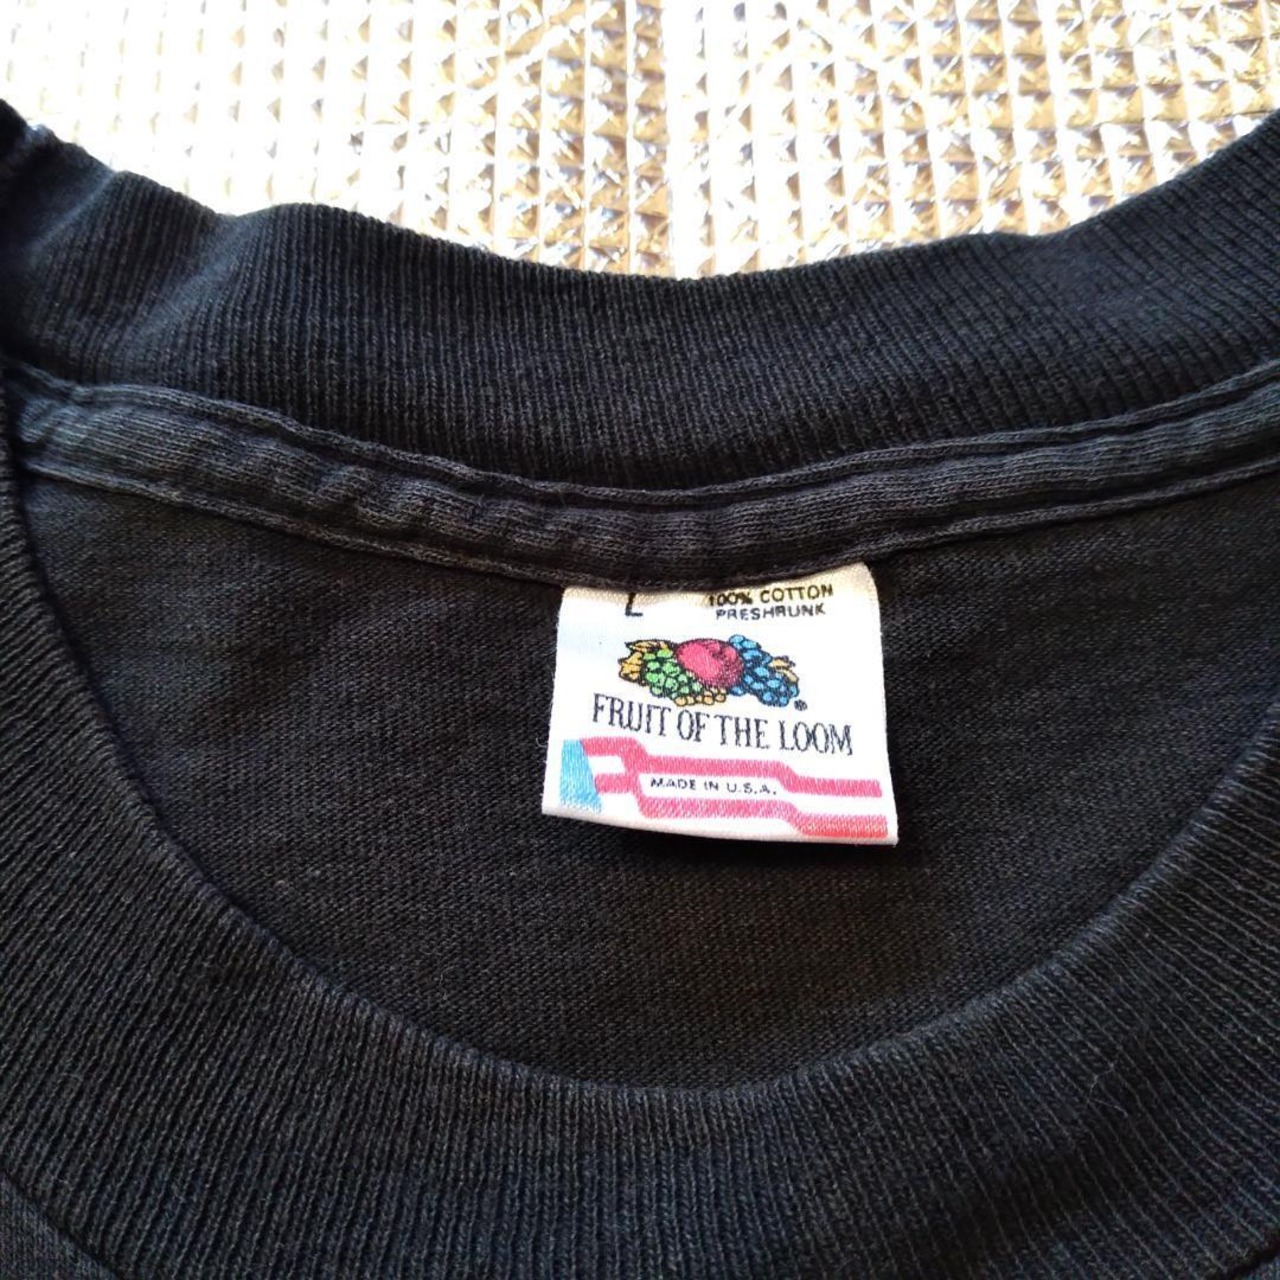 L 100% COTTON
PRESHRUNK
FRUIT OF THE LOOM
MADE IN U.S.A.